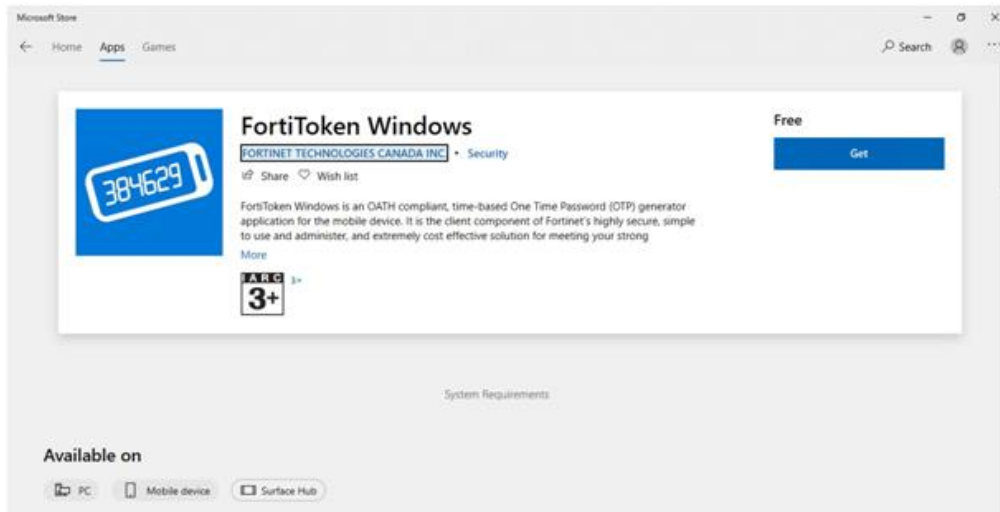 Microsoft Store
Home Apps Games Search
384629
FortiToken Windows
FORTINET TECHNOLOGIES CANADA INC. • Security
Share Wish list
FortiToken Windows is an OATH compliant, time-based One Time Password (OTP) generator
application for the mobile device. It is the client component of Fortinet's highly secure, simple
to use and administer, and extremely cost effective solution for meeting your strong
More
IARC
3+
3+
Free
Get
System Requirements
Available on
PC Mobile device Surface Hub